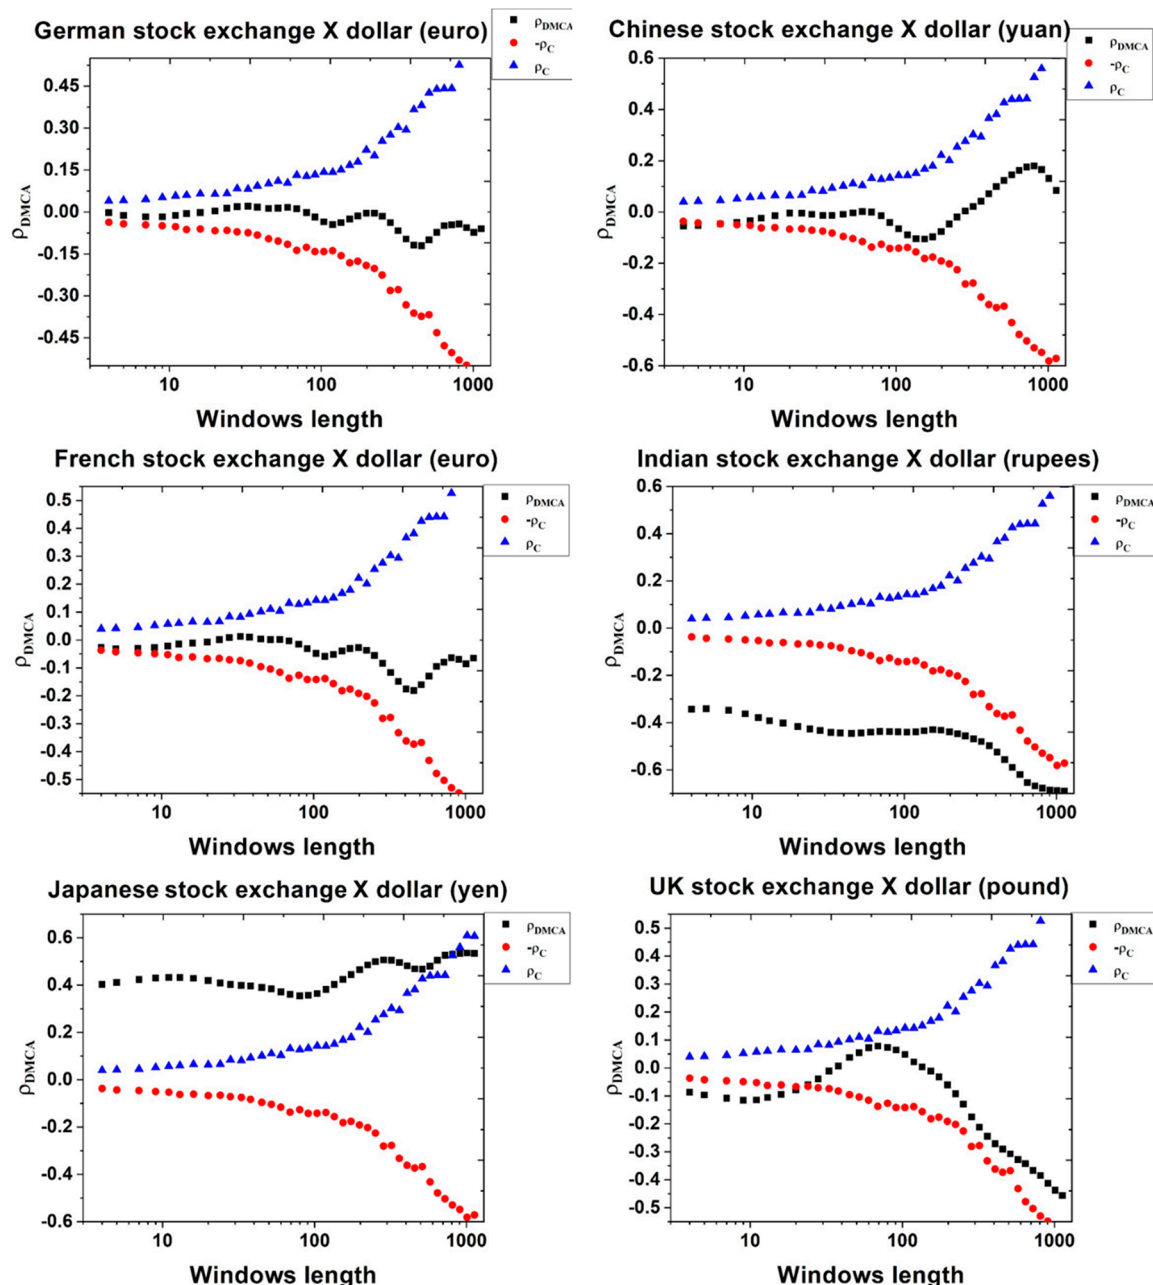 German stock exchange X dollar (euro)
ρDMCA
-ρC
ρC
0.45
0.30
0.15
0.00
-0.15
-0.30
-0.45
ρDMCA
10
100
1000
Windows length
Chinese stock exchange X dollar (yuan)
ρDMCA
-ρC
ρC
0.6
0.4
0.2
0.0
-0.2
-0.4
-0.6
ρDMCA
10
100
1000
Windows length
French stock exchange X dollar (euro)
ρDMCA
-ρC
ρC
0.5
0.4
0.3
0.2
0.1
0.0
-0.1
-0.2
-0.3
-0.4
-0.5
ρDMCA
10
100
1000
Windows length
Indian stock exchange X dollar (rupees)
ρDMCA
-ρC
ρC
0.6
0.4
0.2
0.0
-0.2
-0.4
-0.6
ρDMCA
10
100
1000
Windows length
Japanese stock exchange X dollar (yen)
ρDMCA
-ρC
ρC
0.6
0.4
0.2
0.0
-0.2
-0.4
-0.6
ρDMCA
10
100
1000
Windows length
UK stock exchange X dollar (pound)
ρDMCA
-ρC
ρC
0.5
0.4
0.3
0.2
0.1
0.0
-0.1
-0.2
-0.3
-0.4
-0.5
ρDMCA
10
100
1000
Windows length